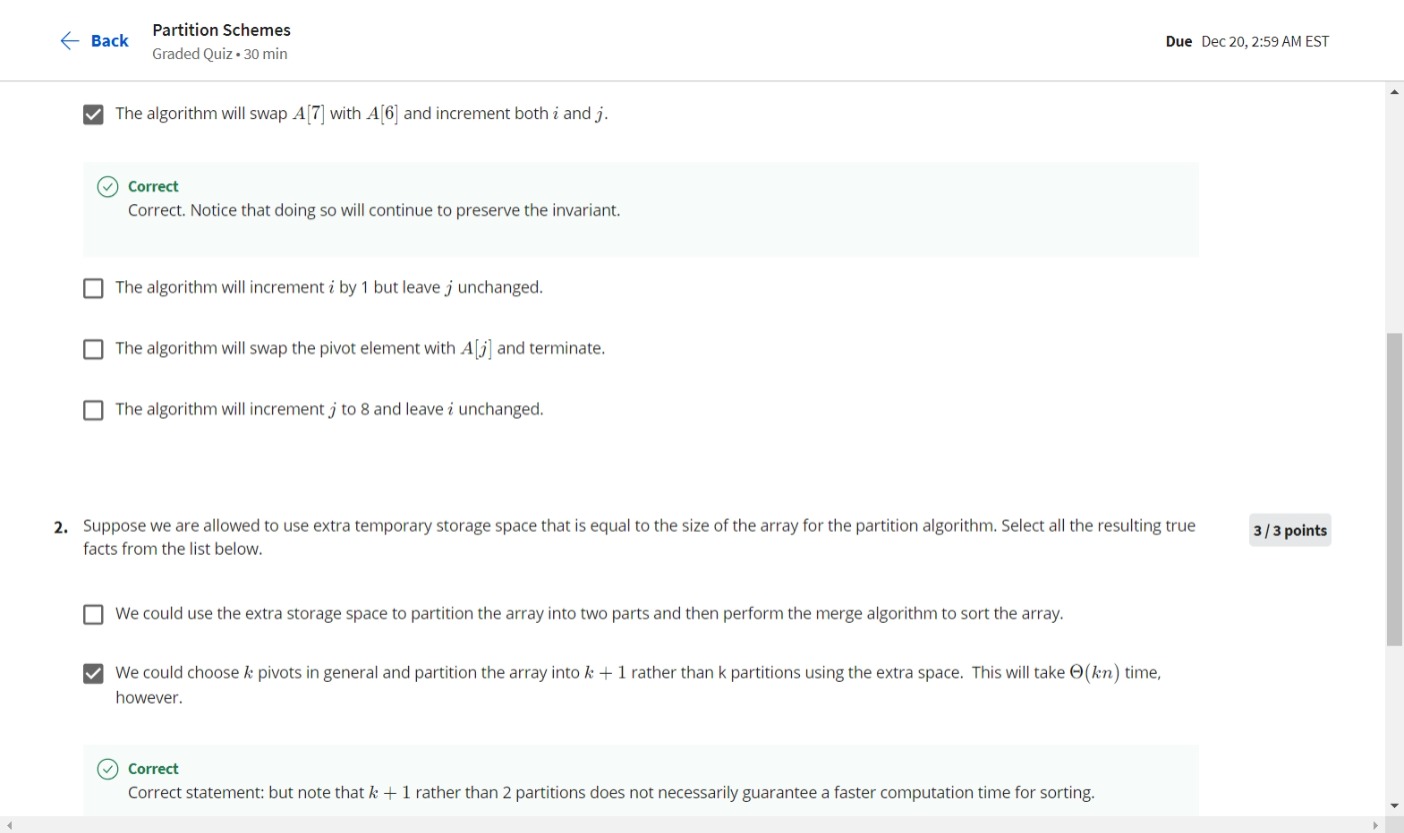 Back
Partition Schemes
Graded Quiz • 30 min
Due Dec 20, 2:59 AM EST
The algorithm will swap A[7] with A[6] and increment both i and j.
Correct
Correct. Notice that doing so will continue to preserve the invariant.
The algorithm will increment i by 1 but leave j unchanged.
The algorithm will swap the pivot element with A[j] and terminate.
The algorithm will increment j to 8 and leave i unchanged.
2. Suppose we are allowed to use extra temporary storage space that is equal to the size of the array for the partition algorithm. Select all the resulting true
facts from the list below.
3 / 3 points
We could use the extra storage space to partition the array into two parts and then perform the merge algorithm to sort the array.
We could choose k pivots in general and partition the array into k + 1 rather than k partitions using the extra space. This will take Θ(kn) time,
however.
Correct
Correct statement: but note that k + 1 rather than 2 partitions does not necessarily guarantee a faster computation time for sorting.